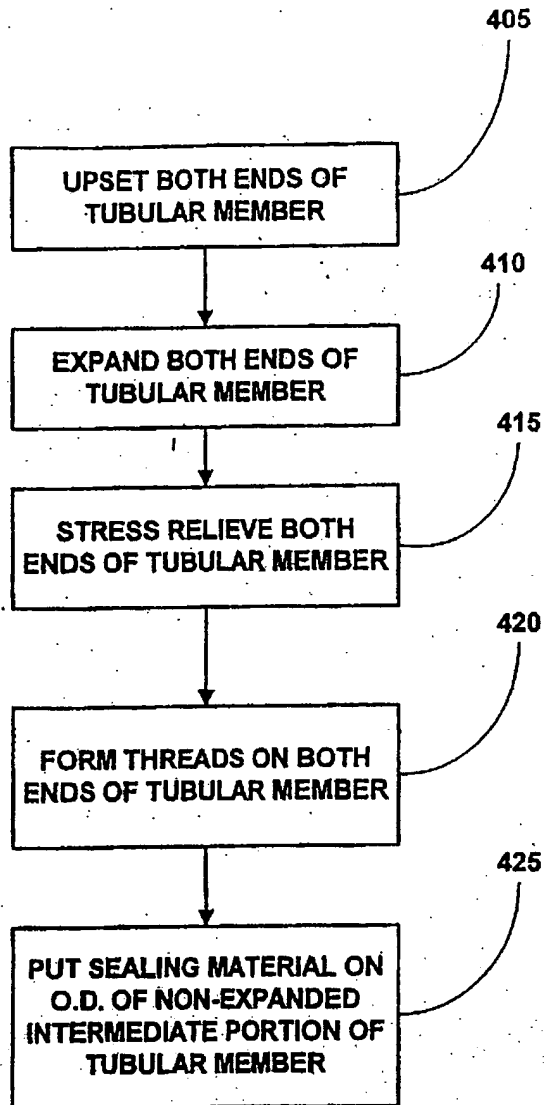 405
UPSET BOTH ENDS OF
TUBULAR MEMBER
410
EXPAND BOTH ENDS OF
TUBULAR MEMBER
415
STRESS RELIEVE BOTH
ENDS OF TUBULAR MEMBER
420
FORM THREADS ON BOTH
ENDS OF TUBULAR MEMBER
425
PUT SEALING MATERIAL ON
O.D. OF NON-EXPANDED
INTERMEDIATE PORTION OF
TUBULAR MEMBER